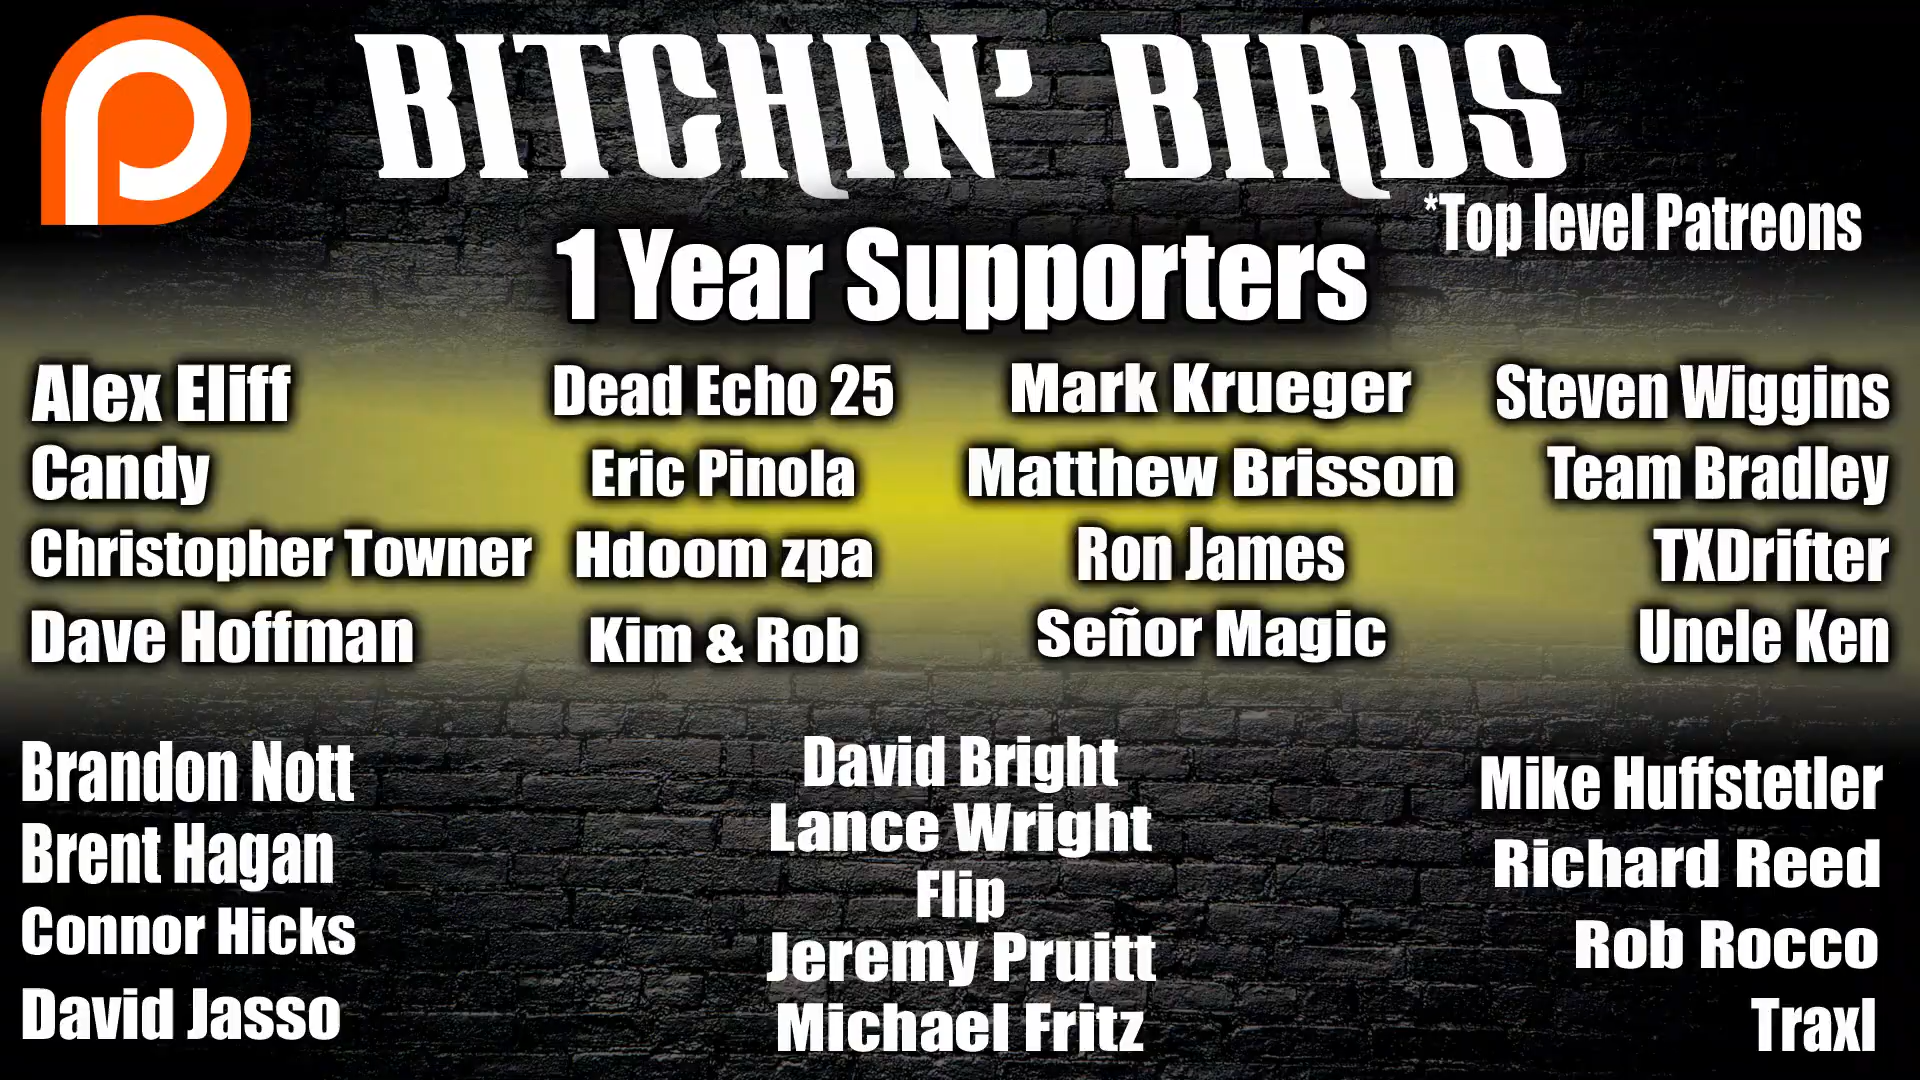 BITCHIN' BIRDS
*Top level Patreons
1 Year Supporters
Alex Eliff
Candy
Christopher Towner
Dave Hoffman
Dead Echo 25
Eric Pinola
Hdoom zpa
Kim & Rob
Mark Krueger
Matthew Brisson
Ron James
Señor Magic
Steven Wiggins
Team Bradley
TXDrifter
Uncle Ken
Brandon Nott
Brent Hagan
Connor Hicks
David Jasso
David Bright
Lance Wright
Flip
Jeremy Pruitt
Michael Fritz
Mike Huffstetler
Richard Reed
Rob Rocco
Traxl